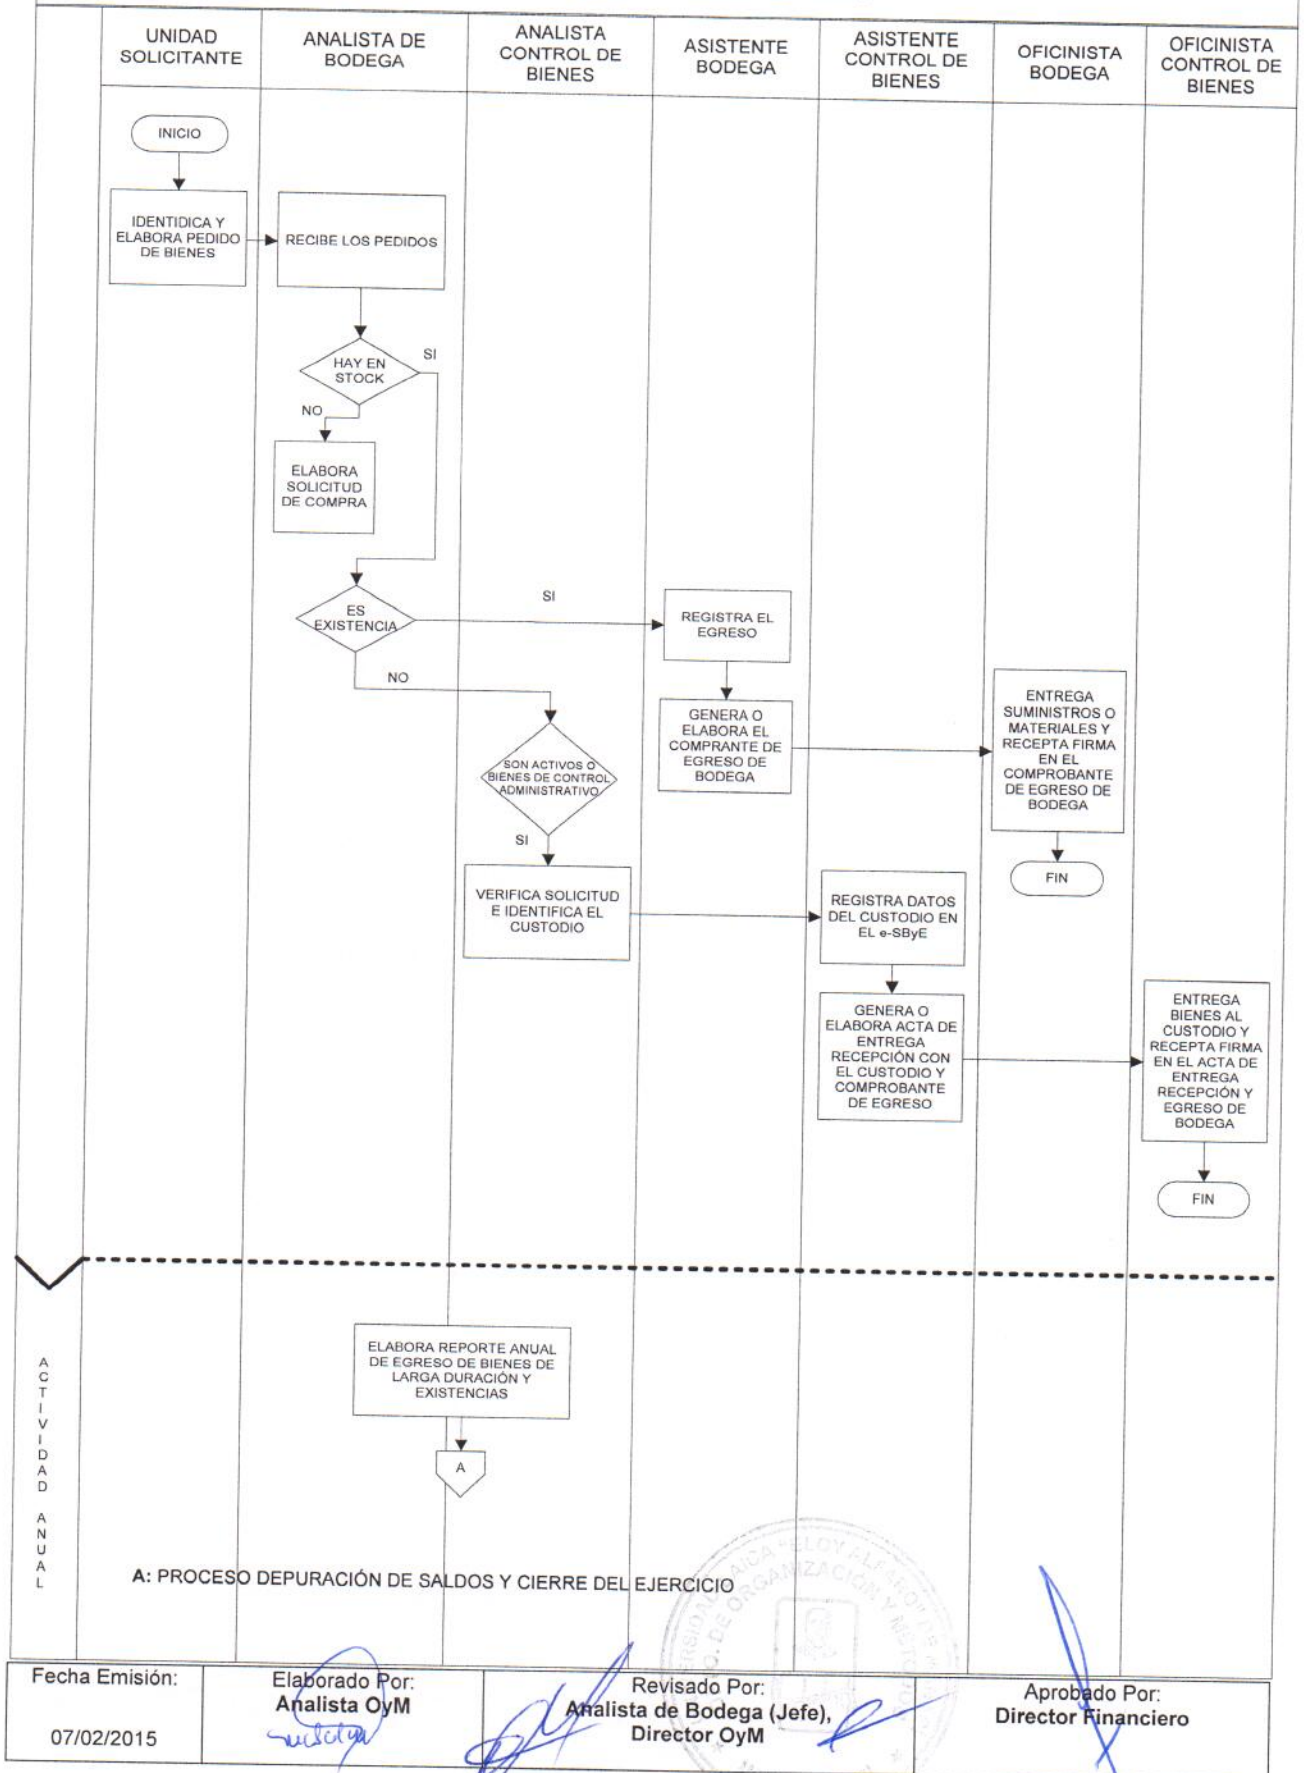 UNIDAD
SOLICITANTE
ANALISTA DE
BODEGA
ANALISTA
CONTROL DE
BIENES
ASISTENTE
BODEGA
ASISTENTE
CONTROL DE
BIENES
OFICINISTA
BODEGA
OFICINISTA
CONTROL DE
BIENES
INICIO
IDENTIDICA Y
ELABORA PEDIDO
DE BIENES
RECIBE LOS PEDIDOS
HAY EN
STOCK
SI
NO
ELABORA
SOLICITUD
DE COMPRA
ES
EXISTENCIA
SI
NO
REGISTRA EL
EGRESO
GENERA O
ELABORA EL
COMPRANTE DE
EGRESO DE
BODEGA
ENTREGA
SUMINISTROS O
MATERIALES Y
RECEPTA FIRMA
EN EL
COMPROBANTE
DE EGRESO DE
BODEGA
FIN
SON ACTIVOS O
BIENES DE CONTROL
ADMINISTRATIVO
SI
VERIFICA SOLICITUD
E IDENTIFICA EL
CUSTODIO
REGISTRA DATOS
DEL CUSTODIO EN
EL e-SByE
GENERA O
ELABORA ACTA DE
ENTREGA
RECEPCIÓN CON
EL CUSTODIO Y
COMPROBANTE
DE EGRESO
ENTREGA
BIENES AL
CUSTODIO Y
RECEPTA FIRMA
EN EL ACTA DE
ENTREGA
RECEPCIÓN Y
EGRESO DE
BODEGA
FIN
ACTIVIDAD ANUAL
ELABORA REPORTE ANUAL
DE EGRESO DE BIENES DE
LARGA DURACIÓN Y
EXISTENCIAS
A
A: PROCESO DEPURACIÓN DE SALDOS Y CIERRE DEL EJERCICIO
"ELOY ALFARO" DE
DE ORGANIZACIÓN Y
Fecha Emisión:
07/02/2015
Elaborado Por:
Analista OyM
Revisado Por:
Analista de Bodega (Jefe),
Director OyM
Aprobado Por:
Director Financiero